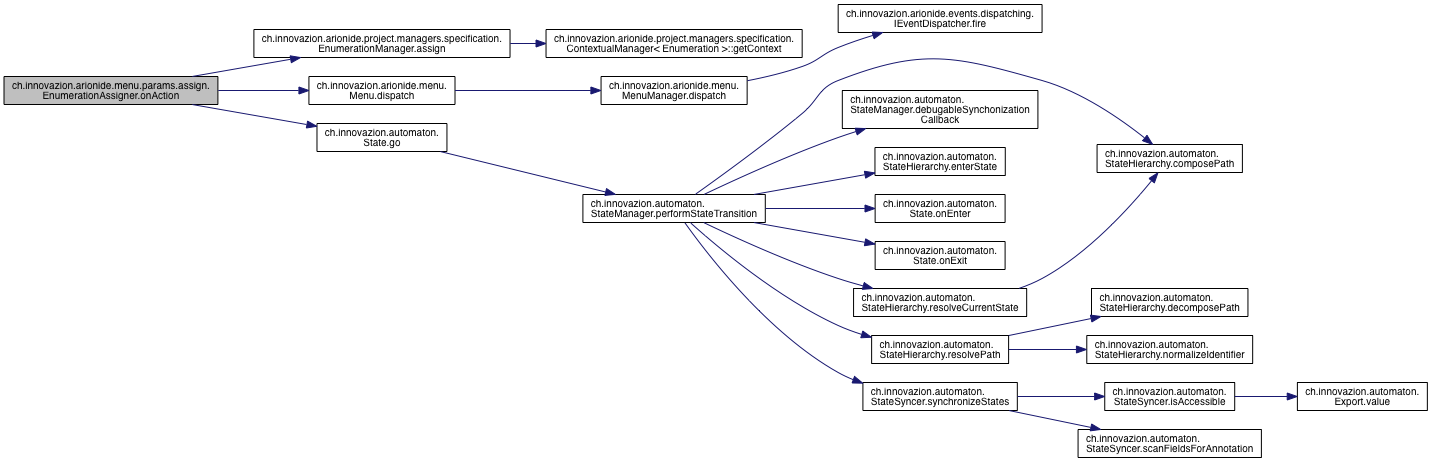 ch.innovazion.arionide.menu.params.assign.
EnumerationAssigner.onAction
ch.innovazion.arionide.project.managers.specification.
EnumerationManager.assign
ch.innovazion.arionide.project.managers.specification.
ContextualManager< Enumeration >::getContext
ch.innovazion.arionide.menu.
Menu.dispatch
ch.innovazion.arionide.menu.
MenuManager.dispatch
ch.innovazion.arionide.events.dispatching.
IEventDispatcher.fire
ch.innovazion.automaton.
State.go
ch.innovazion.automaton.
StateManager.performStateTransition
ch.innovazion.automaton.
StateManager.debugableSynchonization
Callback
ch.innovazion.automaton.
StateHierarchy.composePath
ch.innovazion.automaton.
StateHierarchy.enterState
ch.innovazion.automaton.
State.onEnter
ch.innovazion.automaton.
State.onExit
ch.innovazion.automaton.
StateHierarchy.resolveCurrentState
ch.innovazion.automaton.
StateHierarchy.resolvePath
ch.innovazion.automaton.
StateHierarchy.decomposePath
ch.innovazion.automaton.
StateHierarchy.normalizeIdentifier
ch.innovazion.automaton.
StateSyncer.synchronizeStates
ch.innovazion.automaton.
StateSyncer.isAccessible
ch.innovazion.automaton.
Export.value
ch.innovazion.automaton.
StateSyncer.scanFieldsForAnnotation